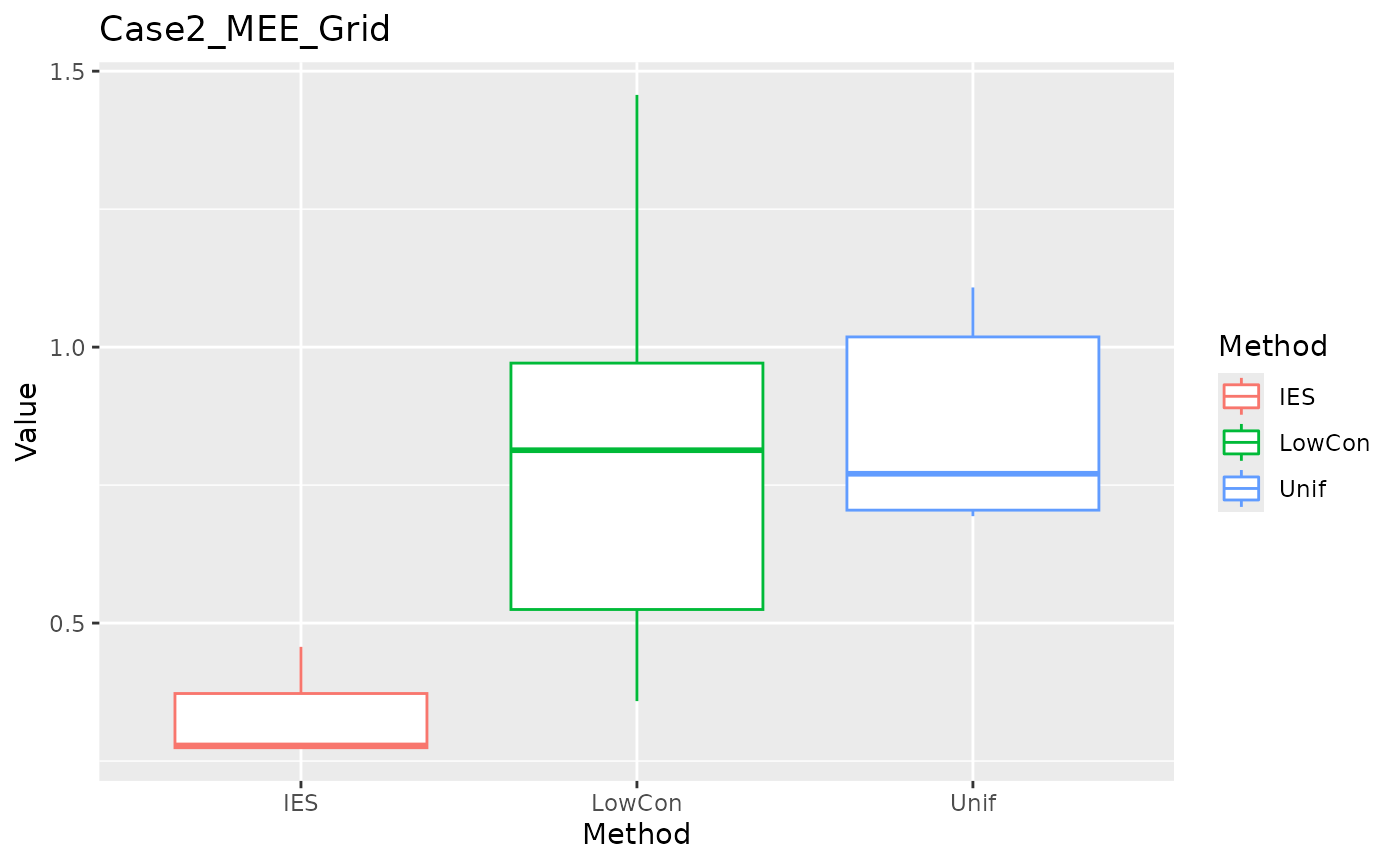 Case2_MEE_Grid
1.5
1.0
0.5
Value
IES
LowCon
Unif
Method
Method
IES
LowCon
Unif